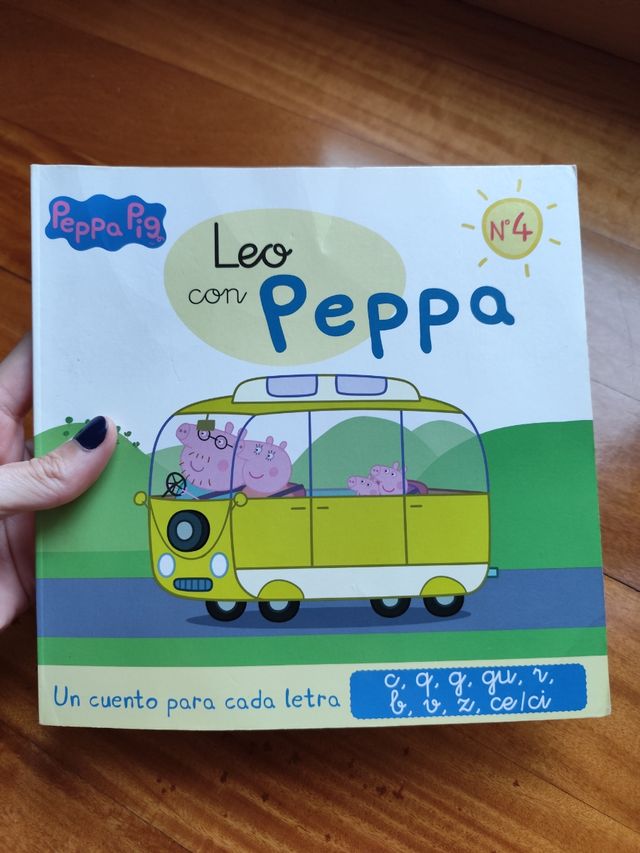 Peppa Pig
Nº4
Leo
con Peppa
Un cuento para cada letra
c, q, g, gu, r,
b, v, z, ce/ci